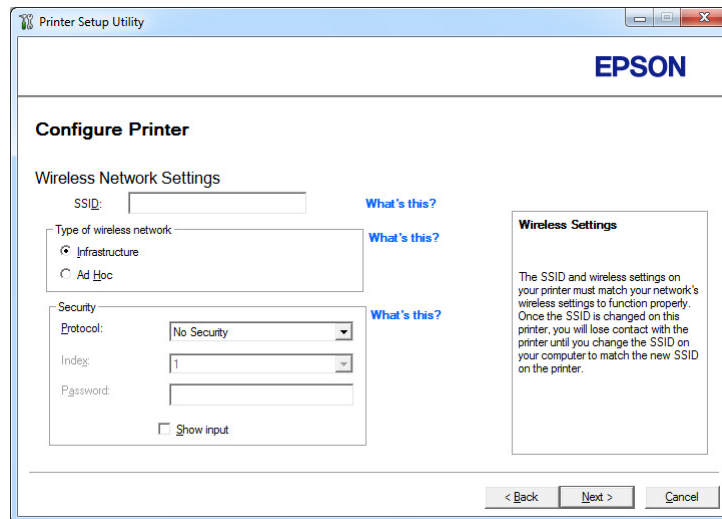 Printer Setup Utility
EPSON
Configure Printer
Wireless Network Settings
SSID:
What's this?
Type of wireless network
What's this?
Infrastructure
Ad Hoc
Security
What's this?
Protocol:
No Security
Index:
1
Password:
Show input
Wireless Settings
The SSID and wireless settings on
your printer must match your network's
wireless settings to function properly.
Once the SSID is changed on this
printer, you will lose contact with the
printer until you change the SSID on
your computer to match the new SSID
on the printer.
< Back
Next >
Cancel